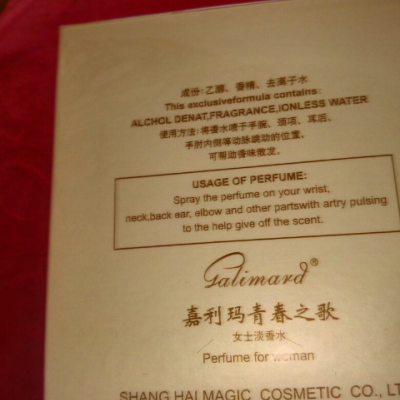 成份:乙醇、香精、去离子水
This exclusiveformula contains:
ALCHOL DENAT,FRAGRANCE,IONLESS WATER
使用方法:将香水喷于手腕、颈项、耳后、
手肘内侧等动脉跳动的位置。
可帮助香味散发。
USAGE OF PERFUME:
Spray the perfume on your wrist,
neck,back ear, elbow and other partswith artry pulsing
to the help give off the scent.
Galimard®
嘉利玛青春之歌
女士淡香水
Perfume for woman
SHANG HAI MAGIC COSMETIC CO., LT